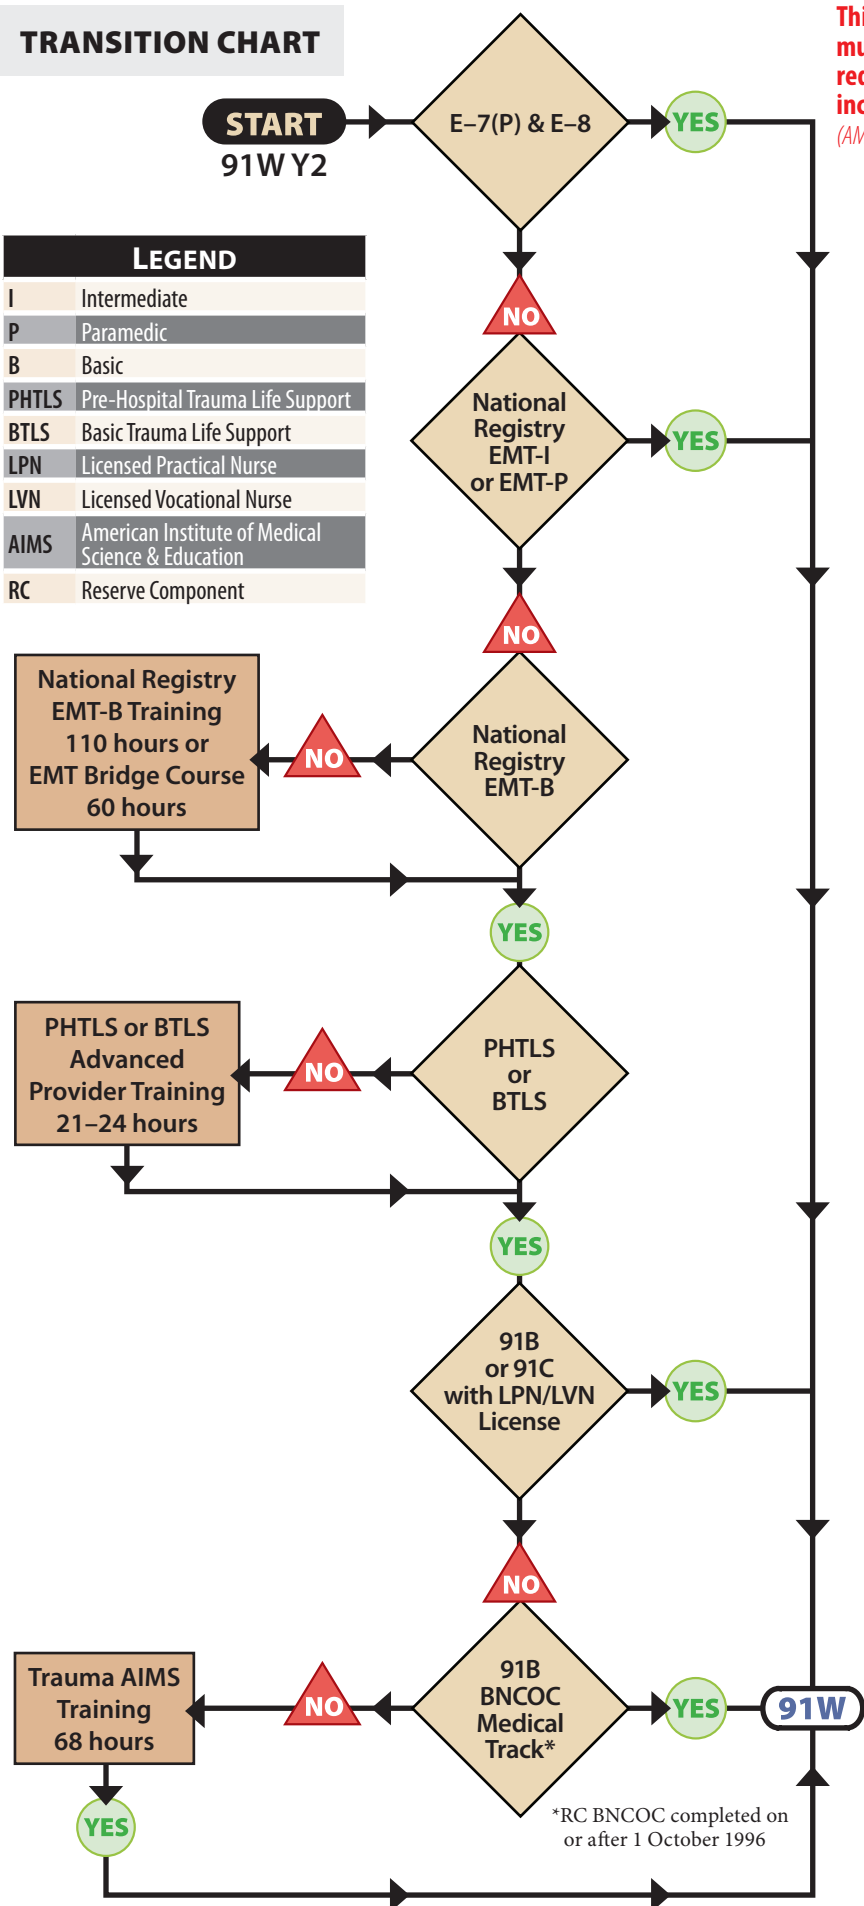 TRANSITION CHART
START
91W Y2
E–7(P) & E–8
YES
NO
LEGEND
I Intermediate
P Paramedic
B Basic
PHTLS Pre-Hospital Trauma Life Support
BTLS Basic Trauma Life Support
LPN Licensed Practical Nurse
LVN Licensed Vocational Nurse
AIMS American Institute of Medical
Science & Education
RC Reserve Component
National
Registry
EMT-I
or EMT-P
YES
NO
National
Registry
EMT-B
NO
National Registry
EMT-B Training
110 hours or
EMT Bridge Course
60 hours
YES
PHTLS
or
BTLS
NO
PHTLS or BTLS
Advanced
Provider Training
21–24 hours
YES
91B
or 91C
with LPN/LVN
License
YES
NO
91B
BNCOC
Medical
Track*
YES
91W
NO
Trauma AIMS
Training
68 hours
YES
*RC BNCOC completed on
or after 1 October 1996